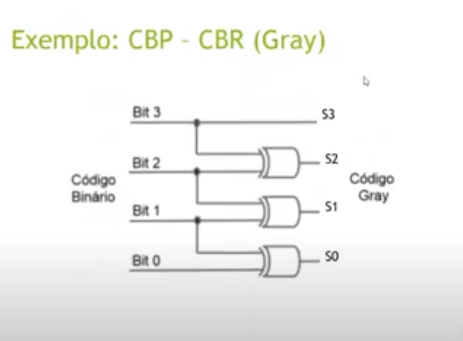 Exemplo: CBP - CBR (Gray)
Bit 3
S3
Bit 2
S2
Código
Binário
Código
Gray
Bit 1
S1
Bit 0
S0